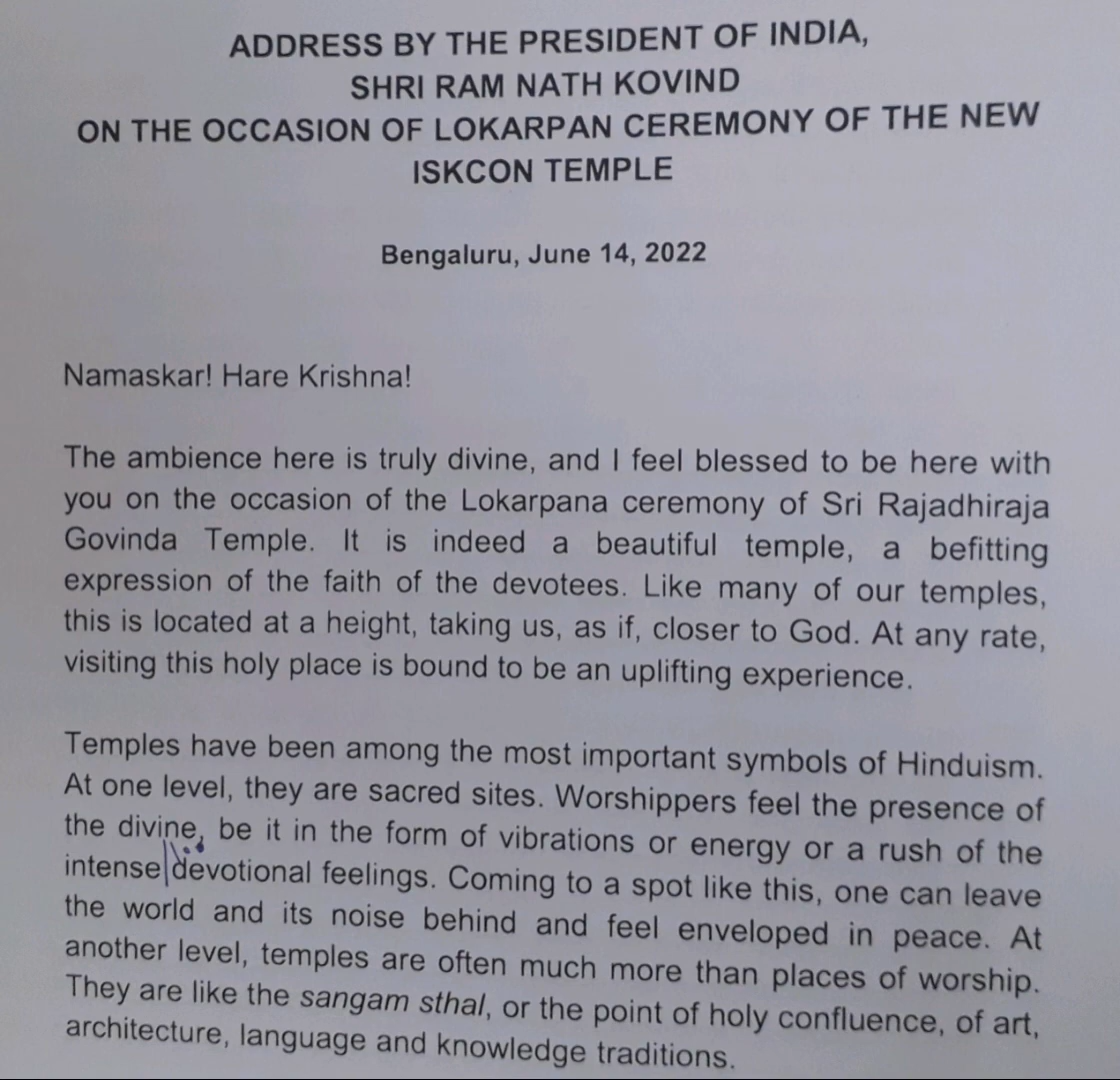 ADDRESS BY THE PRESIDENT OF INDIA,
SHRI RAM NATH KOVIND
ON THE OCCASION OF LOKARPAN CEREMONY OF THE NEW
ISKCON TEMPLE
Bengaluru, June 14, 2022
Namaskar! Hare Krishna!
The ambience here is truly divine, and I feel blessed to be here with
you on the occasion of the Lokarpana ceremony of Sri Rajadhiraja
Govinda Temple. It is indeed a beautiful temple, a befitting
expression of the faith of the devotees. Like many of our temples,
this is located at a height, taking us, as if, closer to God. At any rate,
visiting this holy place is bound to be an uplifting experience.
Temples have been among the most important symbols of Hinduism.
At one level, they are sacred sites. Worshippers feel the presence of
the divine, be it in the form of vibrations or energy or a rush of the
intense devotional feelings. Coming to a spot like this, one can leave
the world and its noise behind and feel enveloped in peace. At
another level, temples are often much more than places of worship.
They are like the sangam sthal, or the point of holy confluence, of art,
architecture, language and knowledge traditions.